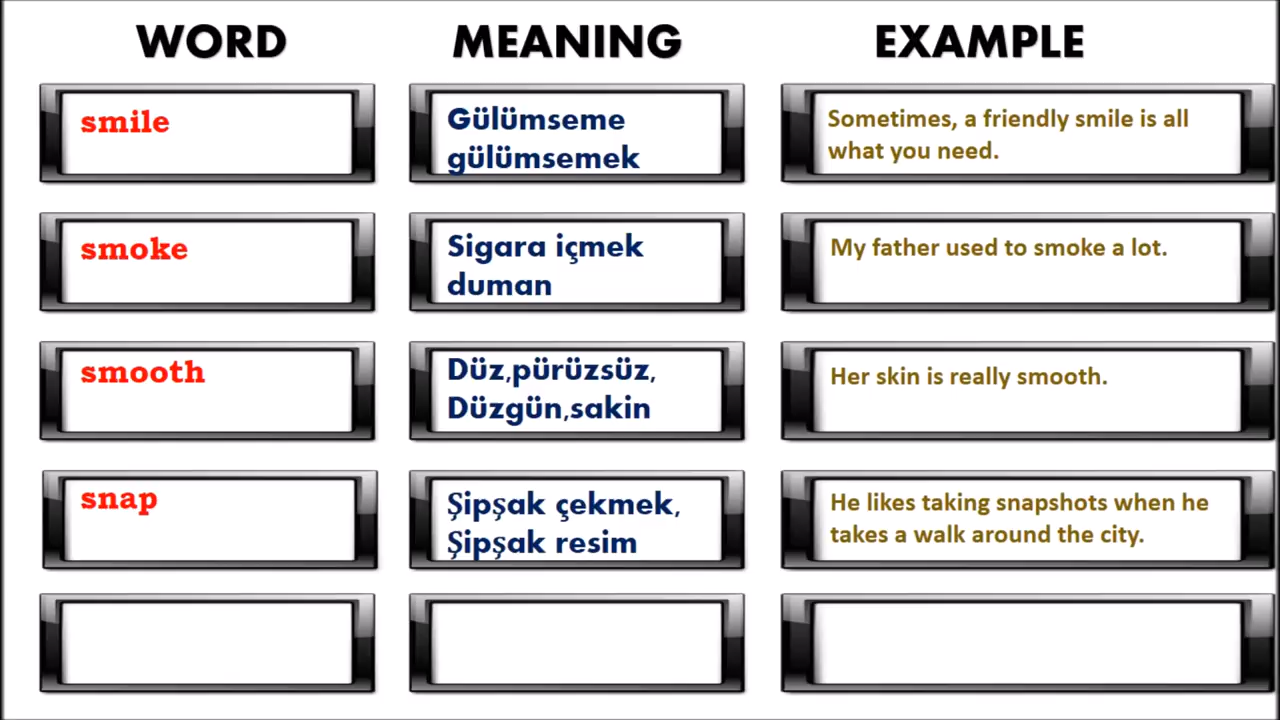 WORD MEANING EXAMPLE
smile
Gülümseme
gülümsemek
Sometimes, a friendly smile is all
what you need.
smoke
Sigara içmek
duman
My father used to smoke a lot.
smooth
Düz,pürüzsüz,
Düzgün,sakin
Her skin is really smooth.
snap
Şipşak çekmek,
Şipşak resim
He likes taking snapshots when he
takes a walk around the city.